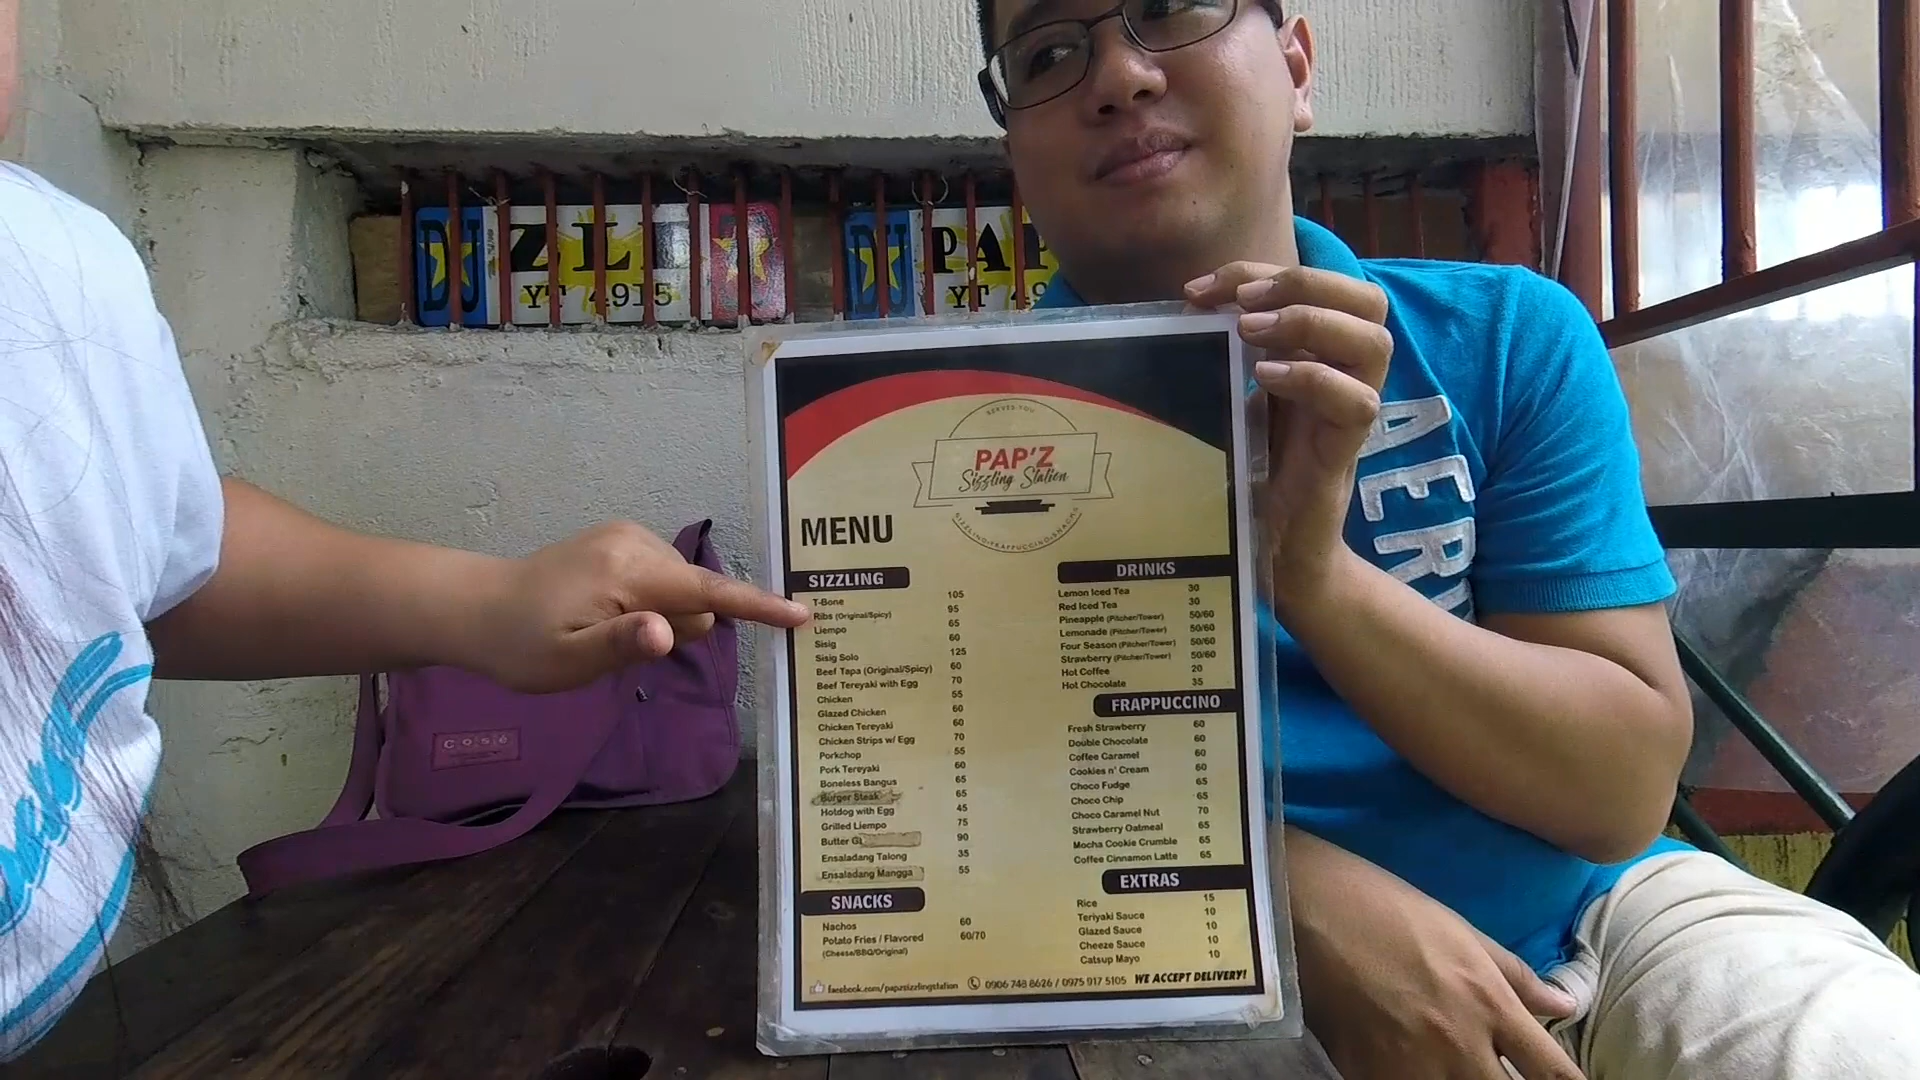 DU ZLE
YT 4915
DU PAP
YT 49
AERO
SERVES YOU
PAP'Z
Sizzling Station
SIZZLING • FRAPPUCCINO • SNACKS
MENU
SIZZLING
T-Bone 105
Ribs (Original/Spicy) 95
Liempo 65
Sisig 60
Sisig Solo 125
Beef Tapa (Original/Spicy) 60
Beef Tereyaki with Egg 70
Chicken 55
Glazed Chicken 60
Chicken Tereyaki 60
Chicken Strips w/ Egg 70
Porkchop 55
Pork Tereyaki 60
Boneless Bangus 65
Burger Steak 65
Hotdog with Egg 45
Grilled Liempo 75
Butter 90
Ensaladang Talong 35
Ensaladang Mangga 55
SNACKS
Nachos 60
Potato Fries / Flavored 60/70
(Cheese/BBQ/Original)
DRINKS
Lemon Iced Tea 30
Red Iced Tea 30
Pineapple (Pitcher/Tower) 50/60
Lemonade (Pitcher/Tower) 50/60
Four Season (Pitcher/Tower) 50/60
Strawberry (Pitcher/Tower) 50/60
Hot Coffee 20
Hot Chocolate 35
FRAPPUCCINO
Fresh Strawberry 60
Double Chocolate 60
Coffee Caramel 60
Cookies n' Cream 60
Choco Fudge 65
Choco Chip 65
Choco Caramel Nut 70
Strawberry Oatmeal 65
Mocha Cookie Crumble 65
Coffee Cinnamon Latte 65
EXTRAS
Rice 15
Teriyaki Sauce 10
Glazed Sauce 10
Cheeze Sauce 10
Catsup Mayo 10
facebook.com/papzsizzlingstation 0906 748 8626 / 0975 917 5105 WE ACCEPT DELIVERY!
Cosé